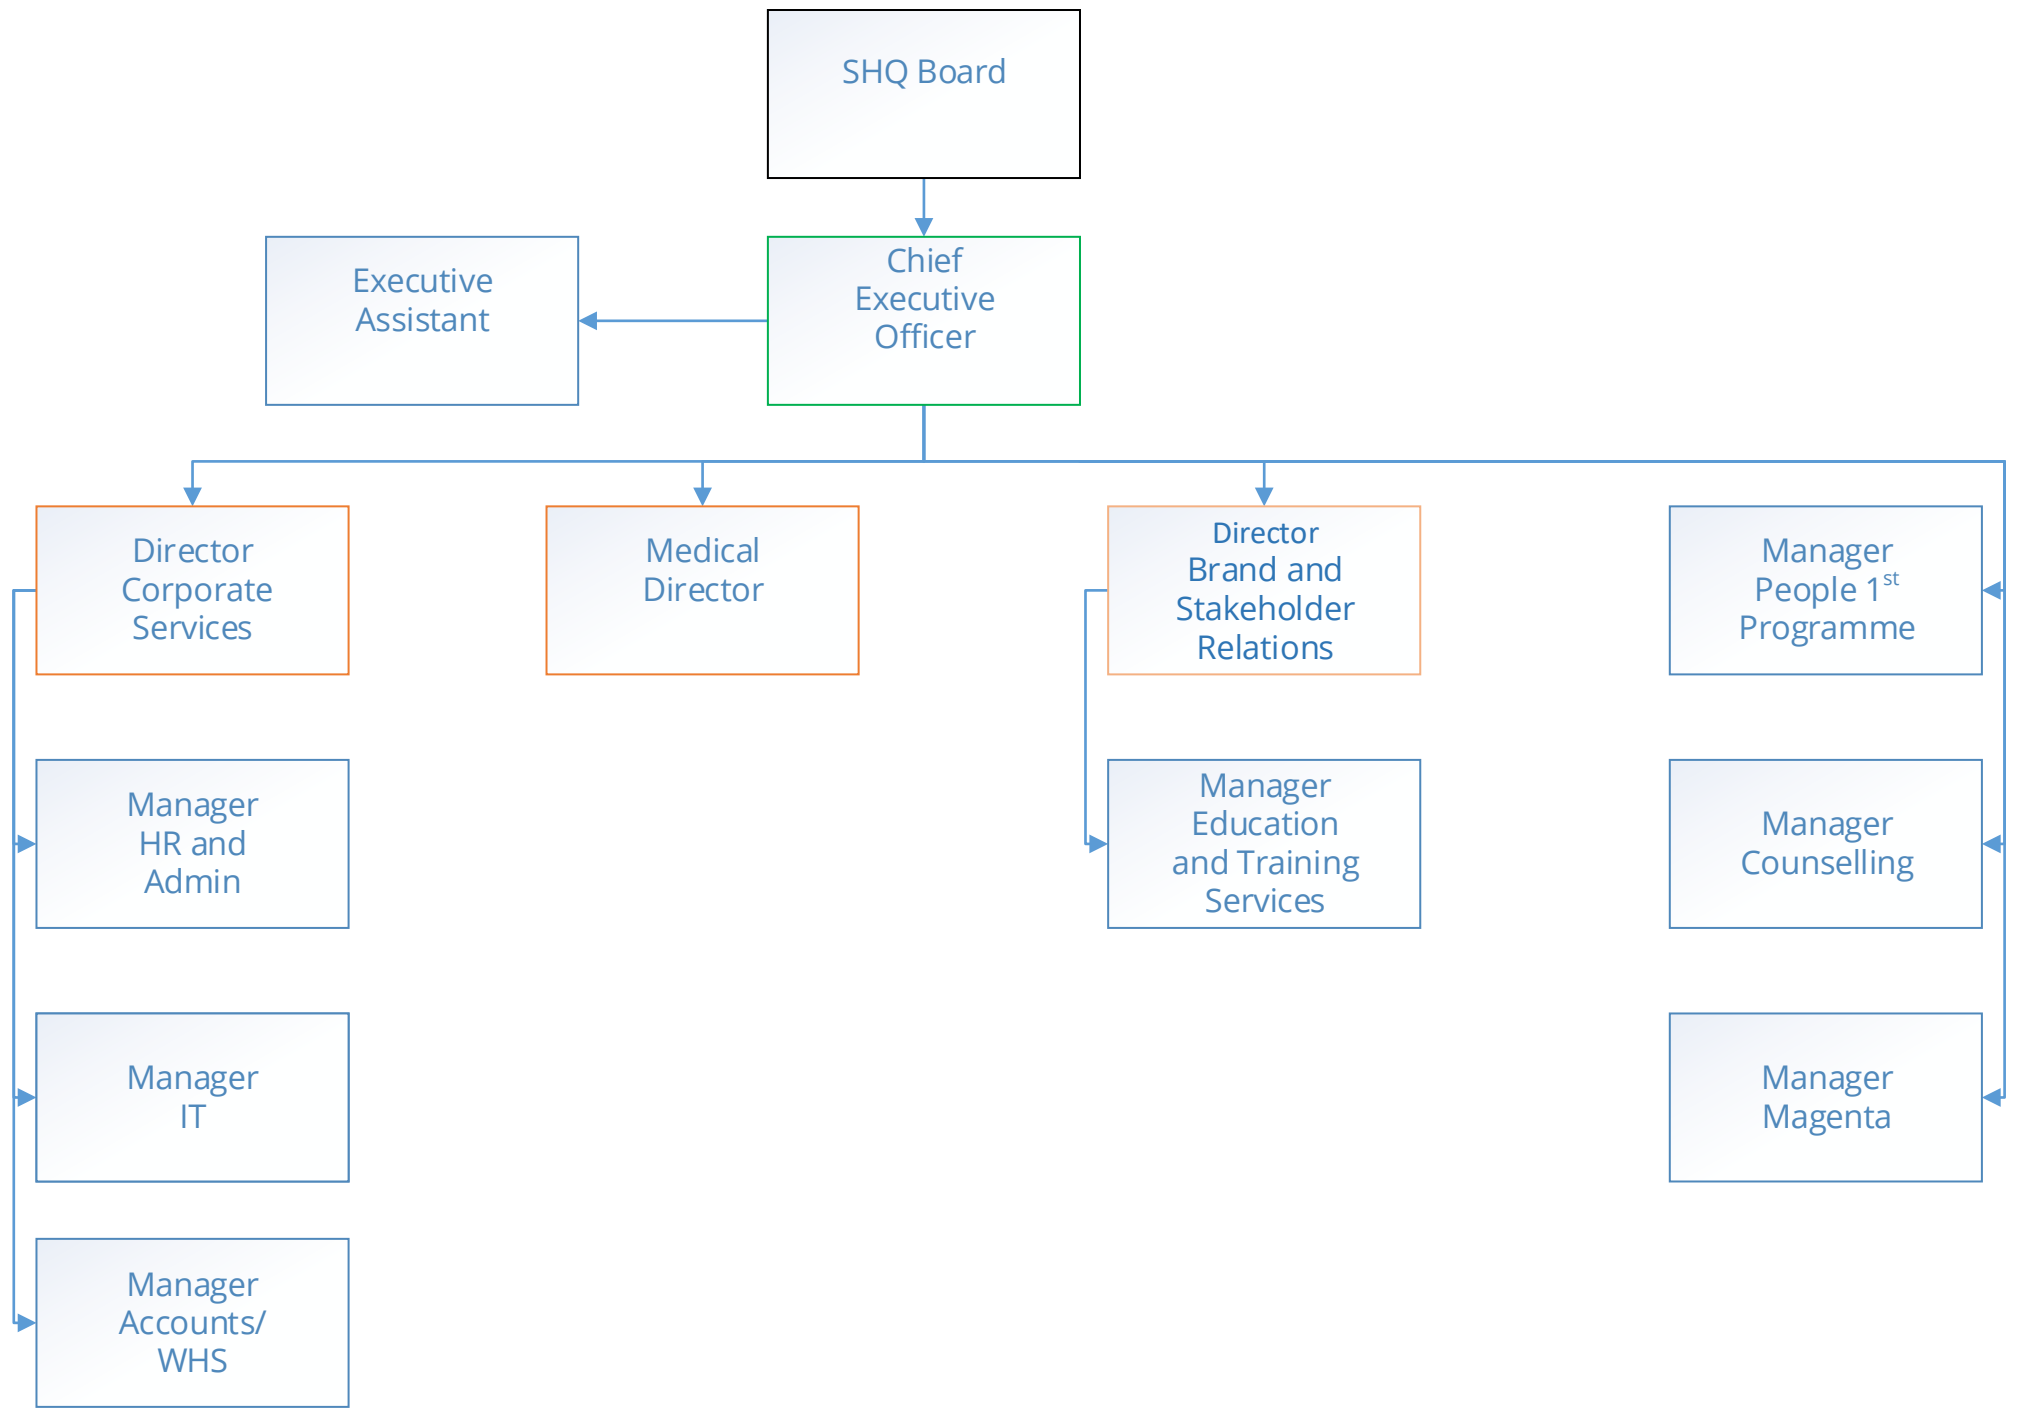 SHQ Board
Executive
Assistant
Chief
Executive
Officer
Director
Corporate
Services
Medical
Director
Director
Brand and
Stakeholder
Relations
Manager
People 1st
Programme
Manager
HR and
Admin
Manager
Education
and Training
Services
Manager
Counselling
Manager
IT
Manager
Magenta
Manager
Accounts/
WHS